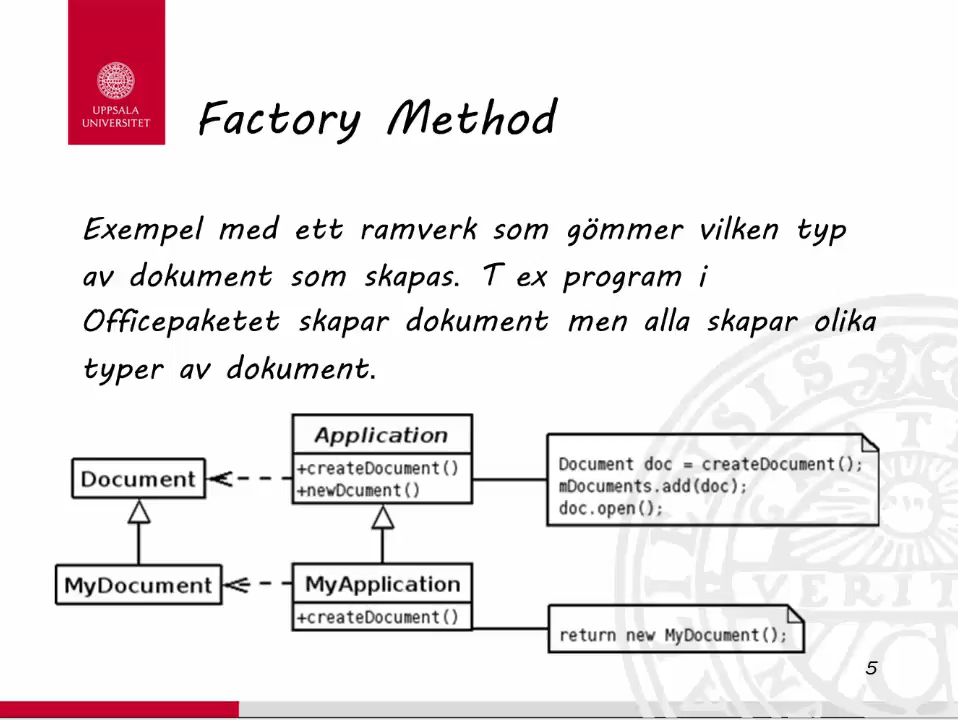 UPPSALA
UNIVERSITET
Factory Method
Exempel med ett ramverk som gömmer vilken typ
av dokument som skapas. T ex program i
Officepaketet skapar dokument men alla skapar olika
typer av dokument.
Application
+createDocument()
+newDcument()
Document
Document doc = createDocument();
mDocuments.add(doc);
doc.open();
MyDocument
MyApplication
+createDocument()
return new MyDocument();
5